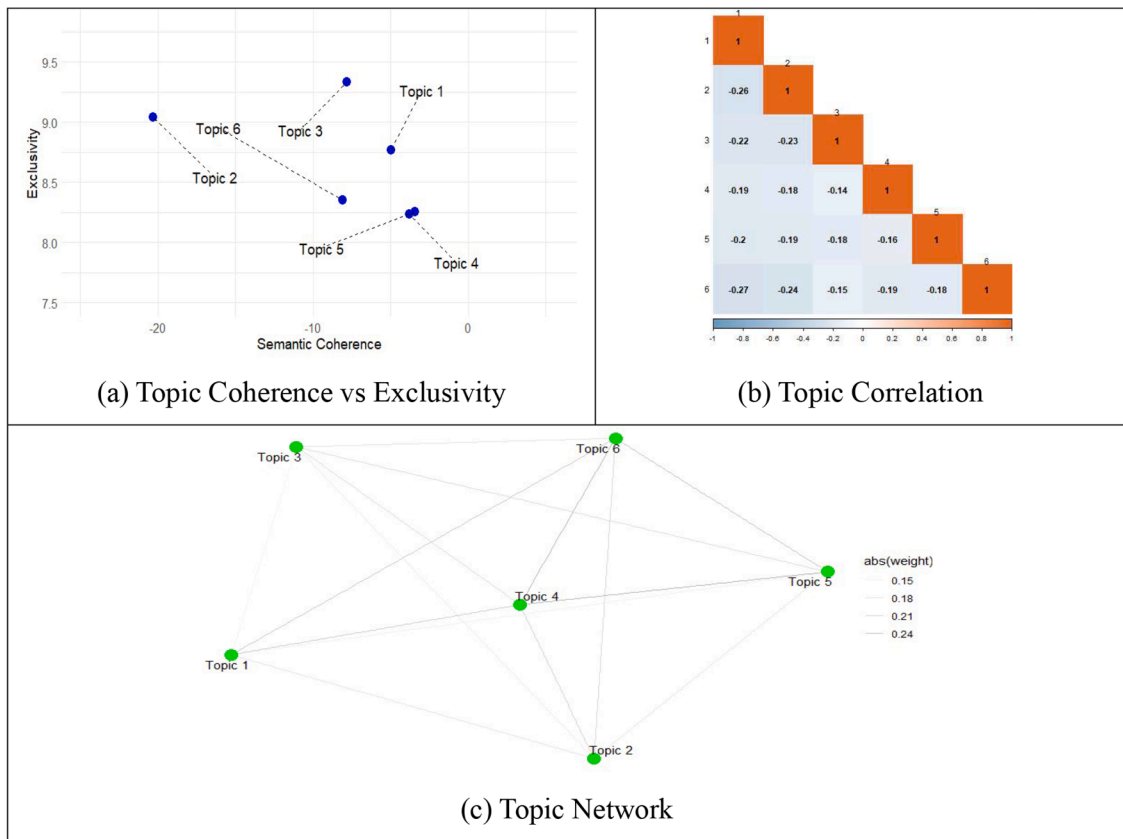 9.5
9.0
8.5
8.0
7.5
Exclusivity
Topic 1
Topic 6
Topic 3
Topic 2
Topic 5
Topic 4
-20
-10
0
Semantic Coherence
(a) Topic Coherence vs Exclusivity
1
1 1
2
2 -0.26 1
3
3 -0.22 -0.23 1
4
4 -0.19 -0.18 -0.14 1
5
5 -0.2 -0.19 -0.18 -0.16 1
6
6 -0.27 -0.24 -0.15 -0.19 -0.18 1
-1 -0.8 -0.6 -0.4 -0.2 0 0.2 0.4 0.6 0.8 1
(b) Topic Correlation
Topic 3
Topic 6
Topic 5
Topic 4
Topic 1
Topic 2
abs(weight)
0.15
0.18
0.21
0.24
(c) Topic Network